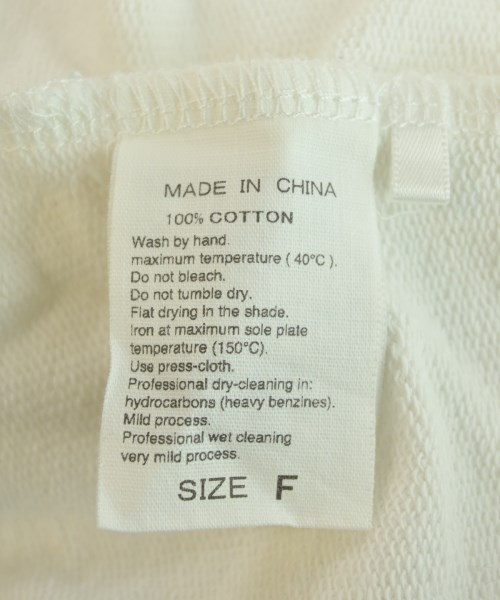 MADE IN CHINA
100% COTTON
Wash by hand.
maximum temperature ( 40°C ).
Do not bleach.
Do not tumble dry.
Flat drying in the shade.
Iron at maximum sole plate
temperature (150°C).
Use press-cloth.
Professional dry-cleaning in:
hydrocarbons (heavy benzines).
Mild process.
Professional wet cleaning
very mild process.
SIZE F